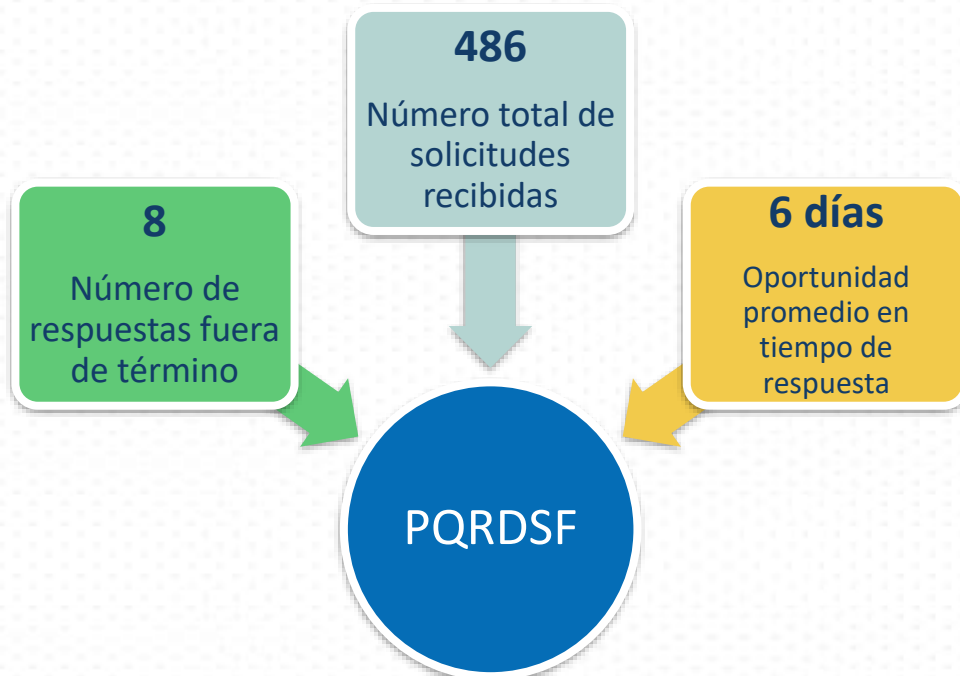 486
Número total de
solicitudes
recibidas
8
Número de
respuestas fuera
de término
6 días
Oportunidad
promedio en
tiempo de
respuesta
PQRDSF